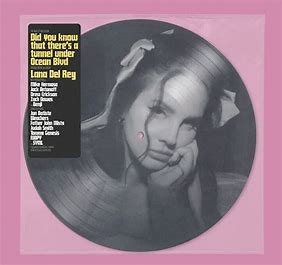 Did you know
that there's a
tunnel under
Ocean Blvd
Lana Del Rey
Mike Hermosa
Jack Antonoff
Drew Erickson
Zach Dawes
Benji
Jon Batiste
Bleachers
Father John Misty
Judah Smith
Tommy Genesis
RIOPY
SYML